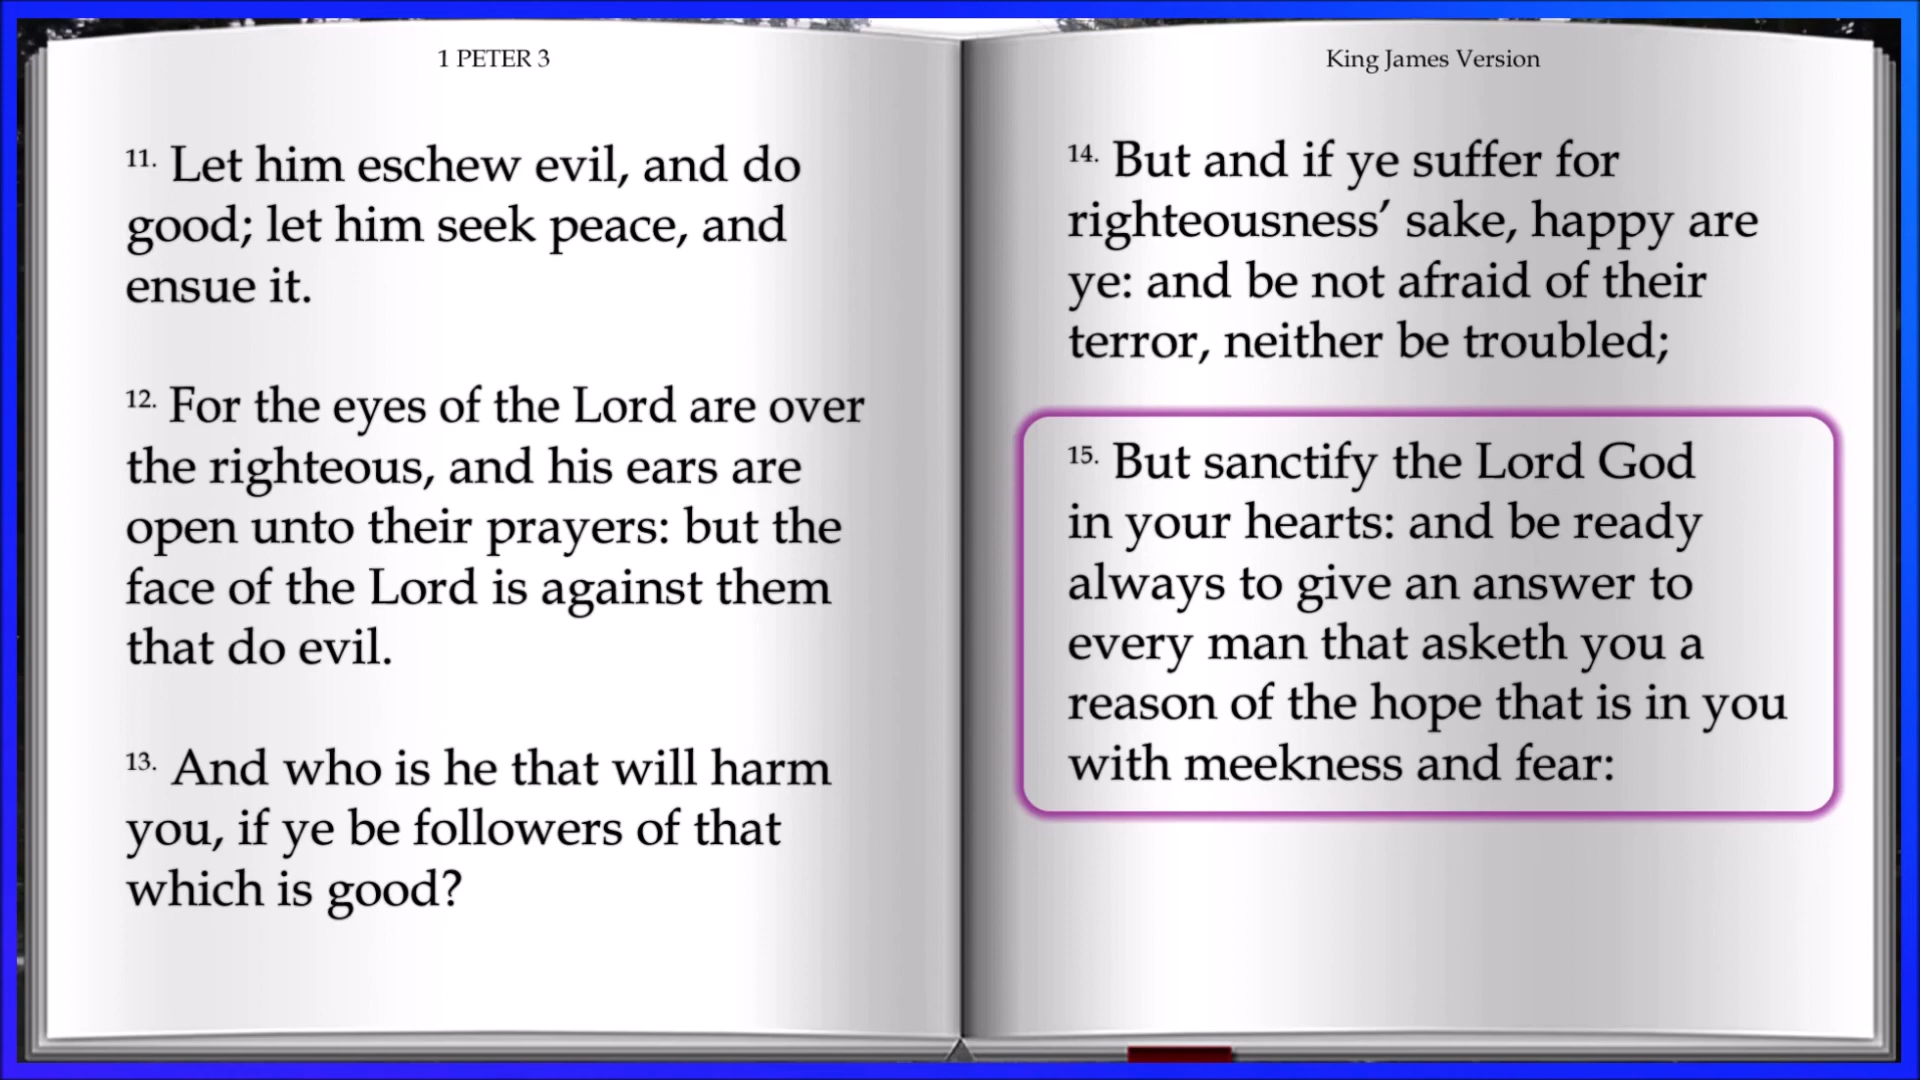 1 PETER 3
11. Let him eschew evil, and do
good; let him seek peace, and
ensue it.
12. For the eyes of the Lord are over
the righteous, and his ears are
open unto their prayers: but the
face of the Lord is against them
that do evil.
13. And who is he that will harm
you, if ye be followers of that
which is good?
King James Version
14. But and if ye suffer for
righteousness’ sake, happy are
ye: and be not afraid of their
terror, neither be troubled;
15. But sanctify the Lord God
in your hearts: and be ready
always to give an answer to
every man that asketh you a
reason of the hope that is in you
with meekness and fear: